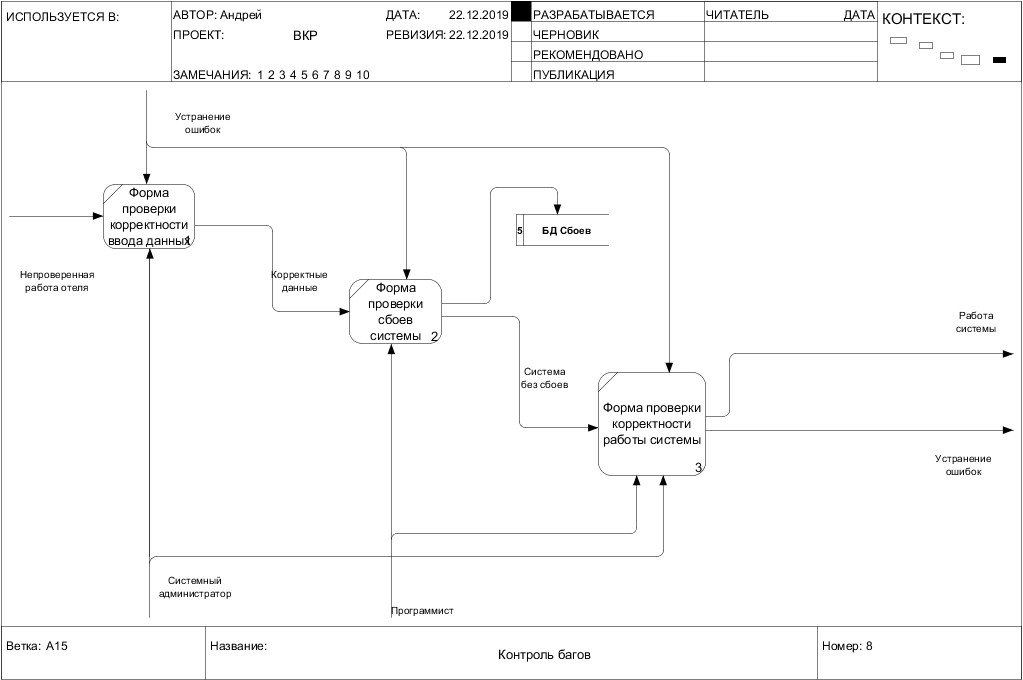 ИСПОЛЬЗУЕТСЯ В:
АВТОР: Андрей
ДАТА: 22.12.2019
ПРОЕКТ: ВКР
РЕВИЗИЯ: 22.12.2019
ЗАМЕЧАНИЯ: 1 2 3 4 5 6 7 8 9 10
РАЗРАБАТЫВАЕТСЯ
ЧЕРНОВИК
РЕКОМЕНДОВАНО
ПУБЛИКАЦИЯ
ЧИТАТЕЛЬ ДАТА
КОНТЕКСТ:
Устранение
ошибок
Форма
проверки
корректности
ввода данных
1
Непроверенная
работа отеля
Корректные
данные
5 БД Сбоев
Форма
проверки
сбоев
системы 2
Система
без сбоев
Работа
системы
Форма проверки
корректности
работы системы
3
Устранение
ошибок
Системный
администратор
Программист
Ветка: A15
Название:
Контроль багов
Номер: 8